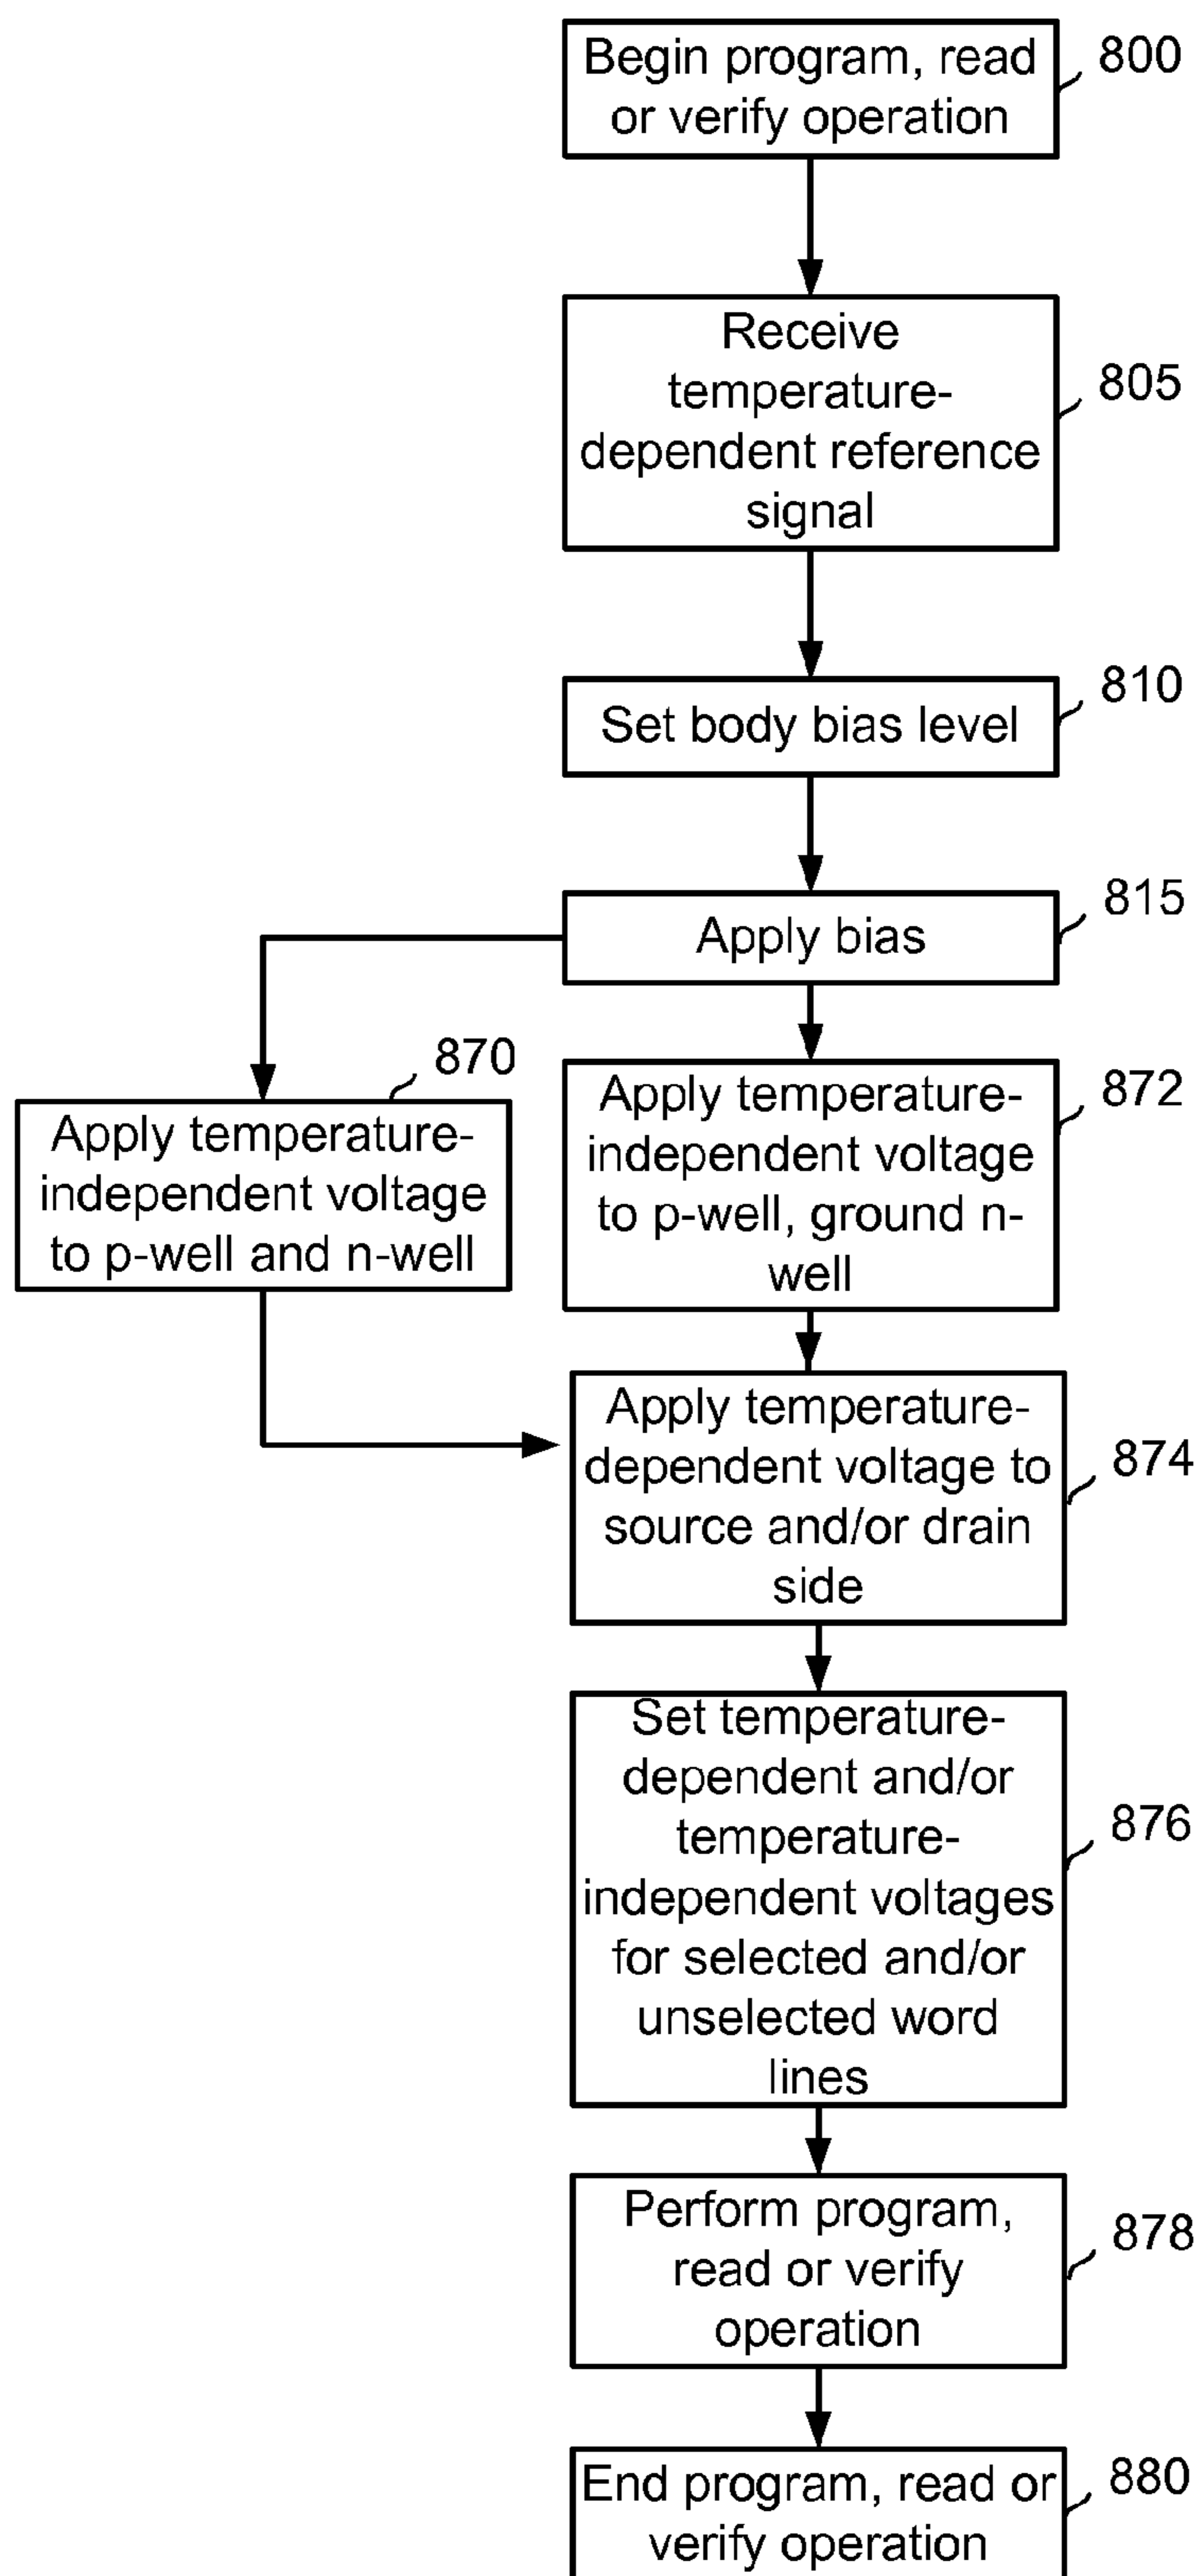 Begin program, read
or verify operation
800
Receive
temperature-
dependent reference
signal
805
Set body bias level
810
Apply bias
815
870
Apply temperature-
independent voltage
to p-well and n-well
Apply temperature-
independent voltage
to p-well, ground n-
well
872
Apply temperature-
dependent voltage to
source and/or drain
side
874
Set temperature-
dependent and/or
temperature-
independent voltages
for selected and/or
unselected word
lines
876
Perform program,
read or verify
operation
878
End program, read or
verify operation
880